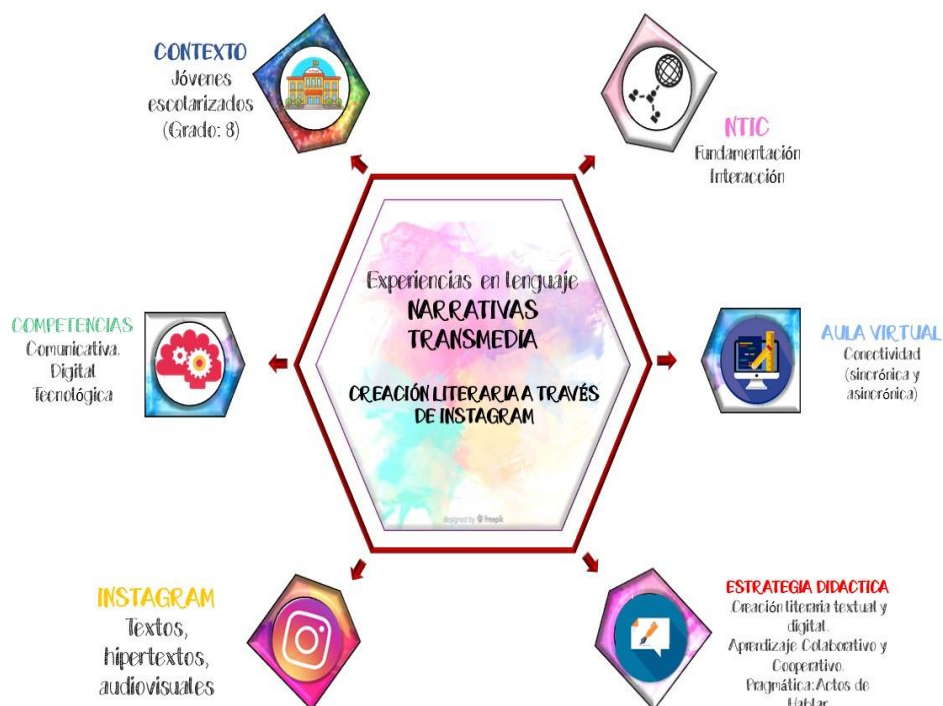 CONTEXTO
Jóvenes
escolarizados
(Grado: 8)
NTIC
Fundamentación
Interacción
Experiencias en lenguaje
NARRATIVAS
TRANSMEDIA
CREACIÓN LITERARIA A TRAVÉS
DE INSTAGRAM
designed by freepik
COMPETENCIAS
Comunicativa.
Digital
Tecnológica
AULA VIRTUAL
Conectividad
(sincrónica y
asincrónica)
INSTAGRAM
Textos,
hipertextos,
audiovisuales
ESTRATEGIA DIDACTICA
Creación literaria textual y
digital.
Aprendizaje Colaborativo y
Cooperativo.
Pragmática: Actos de
Hablar